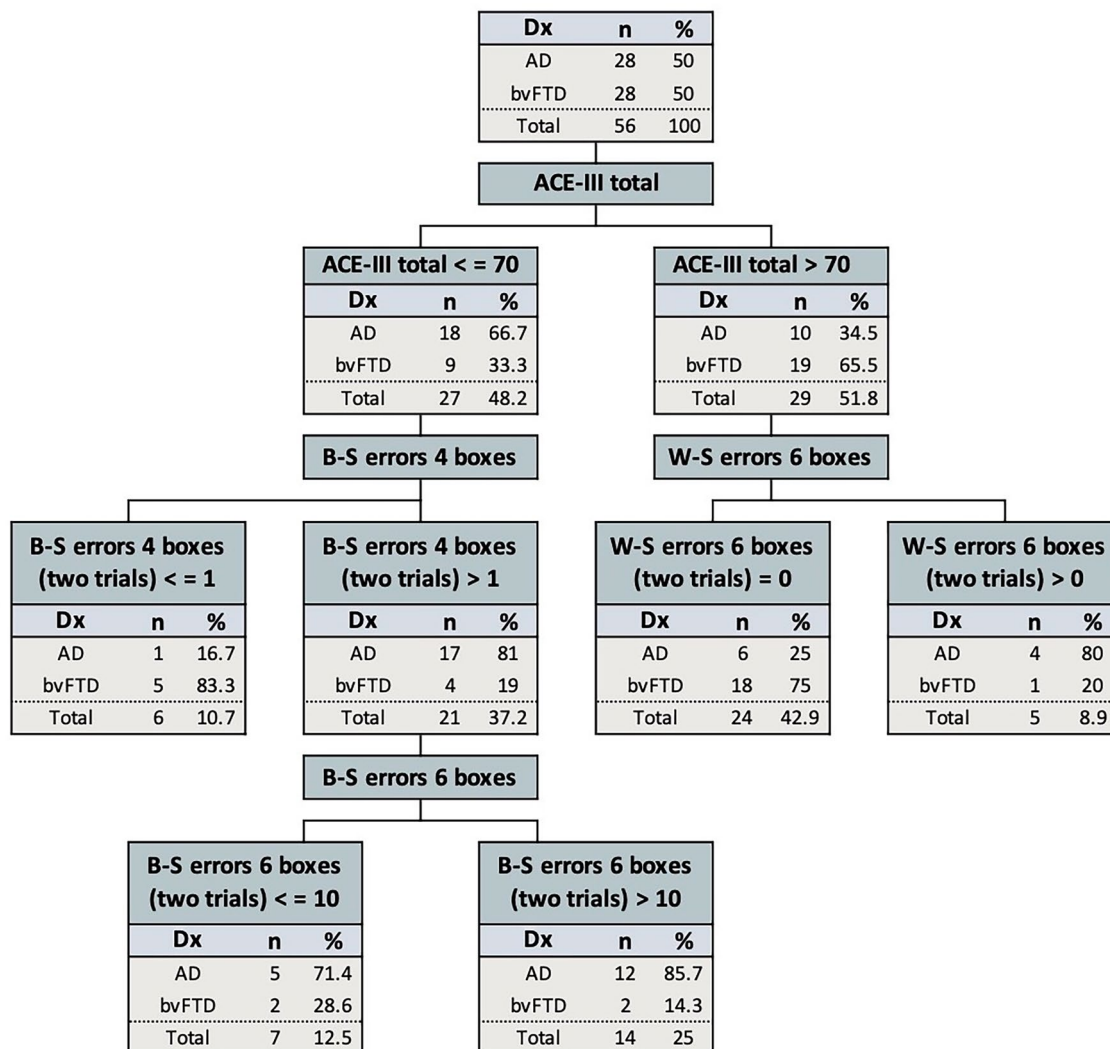 Dx n %
AD 28 50
bvFTD 28 50
Total 56 100
ACE-III total
ACE-III total < = 70
Dx n %
AD 18 66.7
bvFTD 9 33.3
Total 27 48.2
ACE-III total > 70
Dx n %
AD 10 34.5
bvFTD 19 65.5
Total 29 51.8
B-S errors 4 boxes
W-S errors 6 boxes
B-S errors 4 boxes
(two trials) < = 1
Dx n %
AD 1 16.7
bvFTD 5 83.3
Total 6 10.7
B-S errors 4 boxes
(two trials) > 1
Dx n %
AD 17 81
bvFTD 4 19
Total 21 37.2
W-S errors 6 boxes
(two trials) = 0
Dx n %
AD 6 25
bvFTD 18 75
Total 24 42.9
W-S errors 6 boxes
(two trials) > 0
Dx n %
AD 4 80
bvFTD 1 20
Total 5 8.9
B-S errors 6 boxes
B-S errors 6 boxes
(two trials) < = 10
Dx n %
AD 5 71.4
bvFTD 2 28.6
Total 7 12.5
B-S errors 6 boxes
(two trials) > 10
Dx n %
AD 12 85.7
bvFTD 2 14.3
Total 14 25